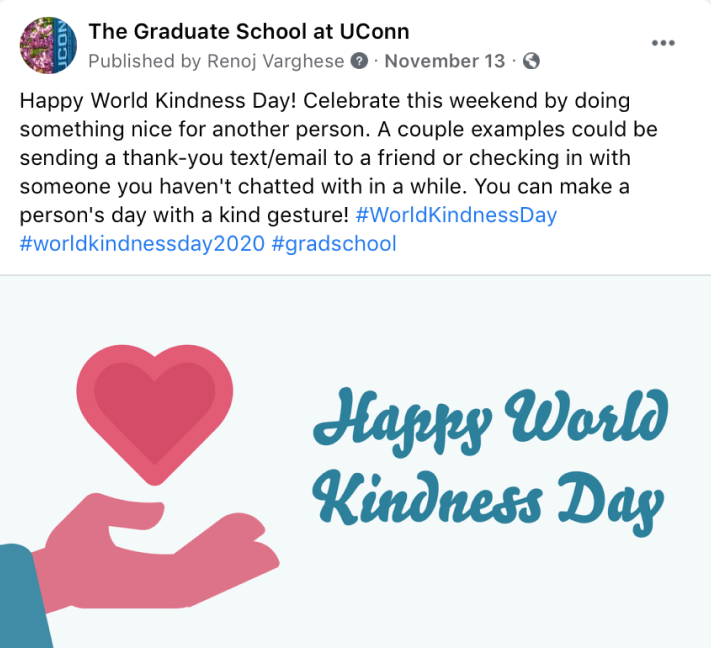 The Graduate School at UConn
Published by Renoj Varghese ? · November 13 ·
Happy World Kindness Day! Celebrate this weekend by doing
something nice for another person. A couple examples could be
sending a thank-you text/email to a friend or checking in with
someone you haven't chatted with in a while. You can make a
person's day with a kind gesture! #WorldKindnessDay
#worldkindnessday2020 #gradschool
UCONN
Happy World
Kindness Day